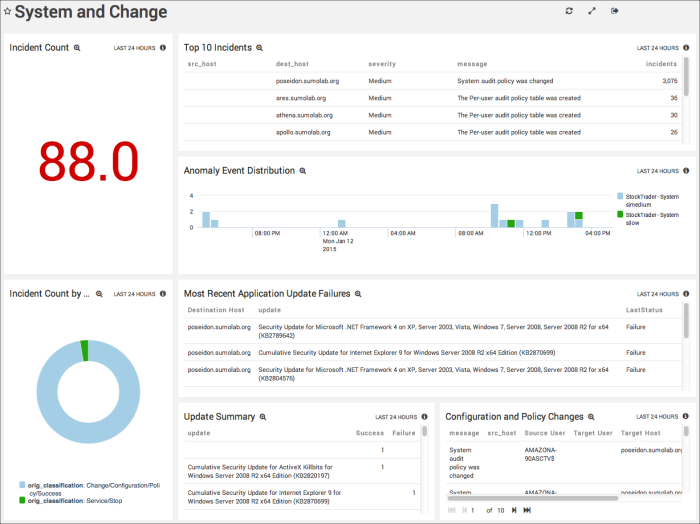 System and Change
Incident Count
LAST 24 HOURS
88.0
Top 10 Incidents
LAST 24 HOURS
src_host dest_host severity message incidents
poseidon.sumolab.org Medium System audit policy was changed 3,076
ares.sumolab.org Medium The Per-user audit policy table was created 36
athena.sumolab.org Medium The Per-user audit policy table was created 30
apollo.sumolab.org Medium The Per-user audit policy table was created 26
Anomaly Event Distribution
LAST 24 HOURS
4
2
0
08:00 PM
12:00 AM
Mon Jan 12
2015
04:00 AM
08:00 AM
12:00 PM
04:00 PM
StockTrader- System
simedium
StockTrader- System
silow
Incident Count by ...
LAST 24 HOURS
orig_classification: Change/Configuration/Poli
cy/Success
orig_classification: Service/Stop
Most Recent Application Update Failures
LAST 24 HOURS
Destination Host update LastStatus
poseidon.sumolab.org Security Update for Microsoft .NET Framework 4 on XP, Server 2003, Vista, Windows 7, Server 2008, Server 2008 R2 for x64 Failure
(KB2789642)
poseidon.sumolab.org Cumulative Security Update for Internet Explorer 9 for Windows Server 2008 R2 x64 Edition (KB2870699) Failure
poseidon.sumolab.org Security Update for Microsoft .NET Framework 4 on XP, Server 2003, Vista, Windows 7, Server 2008, Server 2008 R2 for x64 Failure
(KB2804576)
Update Summary
LAST 24 HOURS
update Success Failure
1
Cumulative Security Update for ActiveX Killbits for 1
Windows Server 2008 R2 x64 Edition (KB2820197)
Cumulative Security Update for Internet Explorer 9 for 1
Windows Server 2008 R2 x64 Edition (KB2870699)
Configuration and Policy Changes
LAST 24 HOURS
message src_host Source User Target User Target Host
System AMAZONA- poseidon.sumolab.or
audit 90ASCTV$
policy was
changed
System AMAZONA- poseidon.sumolab.or
1 of 10